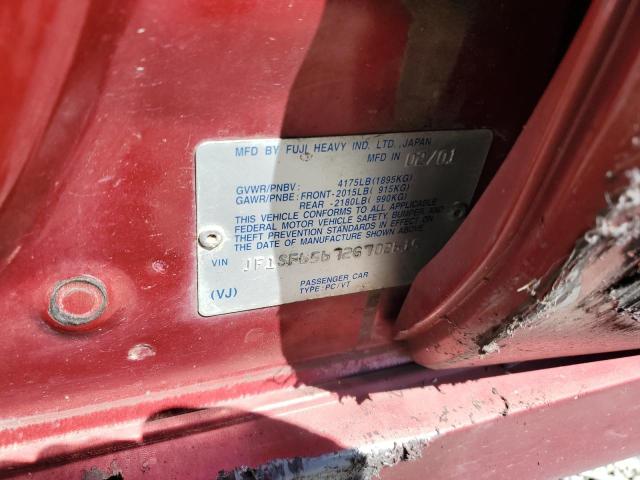 MFD BY FUJI HEAVY IND. LTD. ,JAPAN
MFD IN 02/01
GVWR/PNBV: 4175LB(1895KG)
GAWR/PNBE: FRONT-2015LB( 915KG)
REAR -2180LB( 990KG)
THIS VEHICLE CONFORMS TO ALL APPLICABLE
FEDERAL MOTOR VEHICLE SAFETY, BUMPER, AND
THEFT PREVENTION STANDARDS IN EFFECT ON
THE DATE OF MANUFACTURE SHOWN ABOVE.
VIN
(VJ) PASSENGER CAR
TYPE : PC/VT